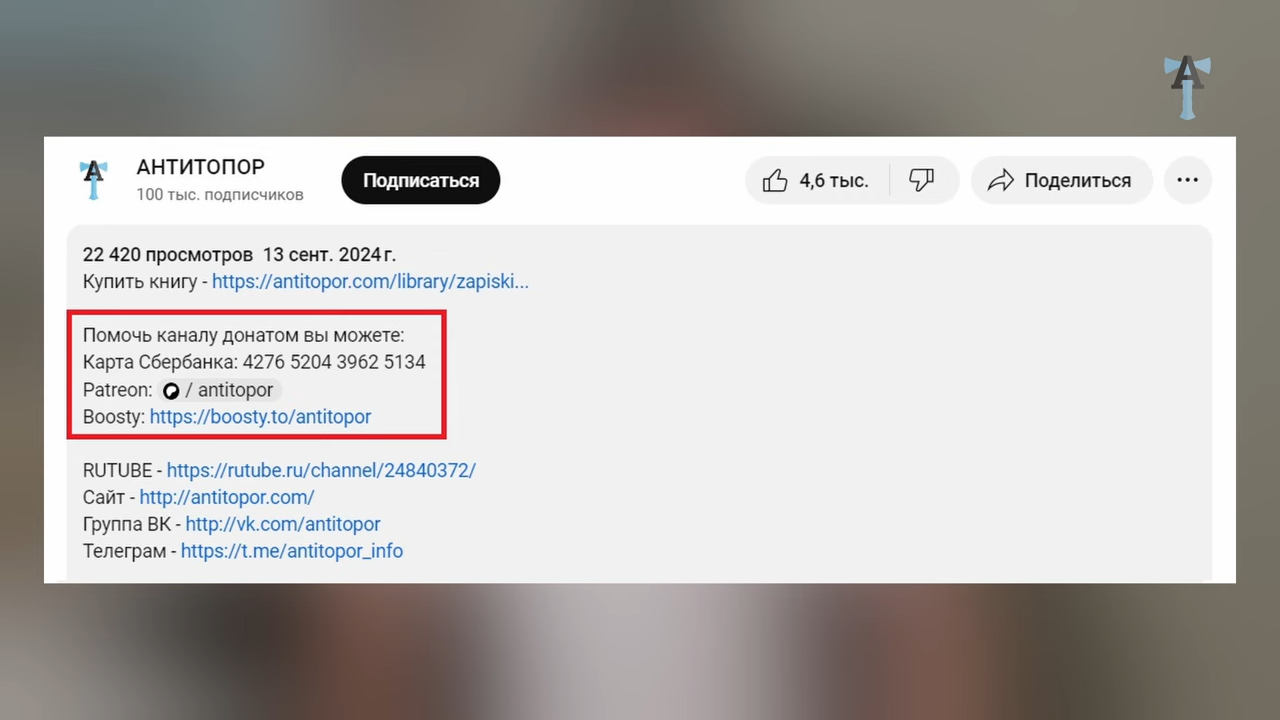 АНТИТОПОР
100 тыс. подписчиков
Подписаться
4,6 тыс.
Поделиться
22 420 просмотров 13 сент. 2024 г.
Купить книгу - https://antitopor.com/library/zapiski...
Помочь каналу донатом вы можете:
Карта Сбербанка: 4276 5204 3962 5134
Patreon: / antitopor
Boosty: https://boosty.to/antitopor
RUTUBE - https://rutube.ru/channel/24840372/
Сайт - http://antitopor.com/
Группа ВК - http://vk.com/antitopor
Телеграм - https://t.me/antitopor_info